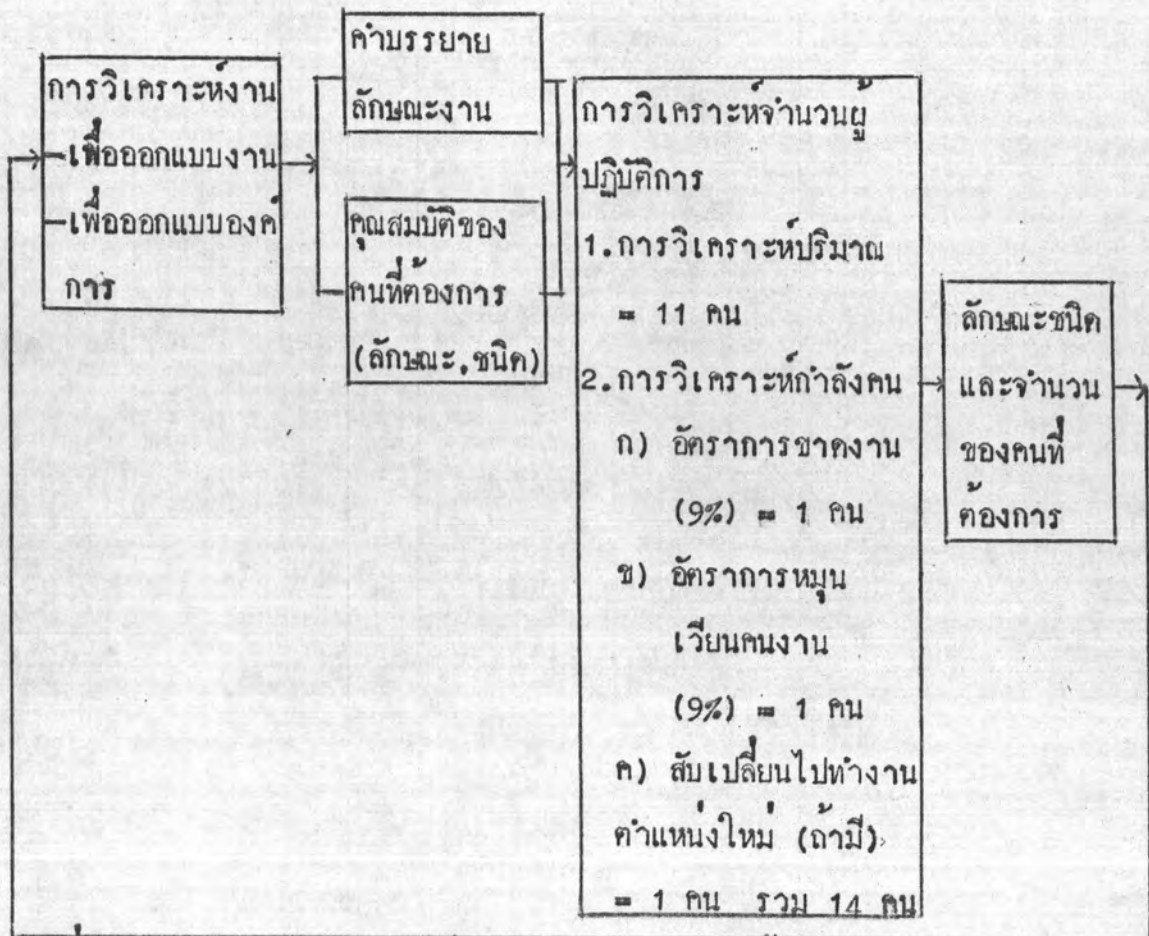 การวิเคราะห์งาน
-เพื่อออกแบบงาน
-เพื่อออกแบบองค์
การ
คำบรรยาย
ลักษณะงาน
คุณสมบัติของ
คนที่ต้องการ
(ลักษณะ,ชนิด)
การวิเคราะห์จำนวนผู้
ปฏิบัติการ
1.การวิเคราะห์ปริมาณ
= 11 คน
2.การวิเคราะห์กำลังคน
ก) อัตราการขาดงาน
(9%) = 1 คน
ข) อัตราการหมุน
เวียนคนงาน
(9%) = 1 คน
ค) สับเปลี่ยนไปทำงาน
ตำแหน่งใหม่ (ถ้ามี)
= 1 คน รวม 14 คน
ลักษณะชนิด
และจำนวน
ของคนที่
ต้องการ